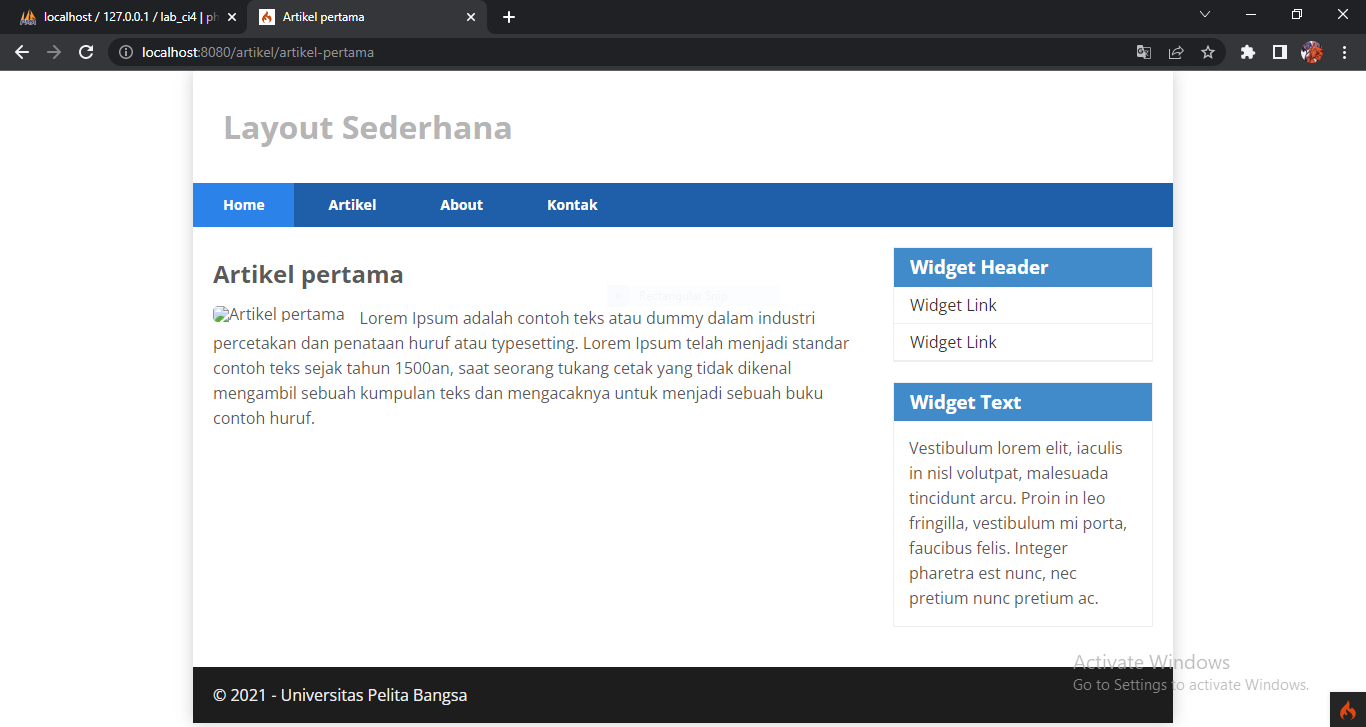 localhost / 127.0.0.1 / lab_ci4 | ph
Artikel pertama
localhost:8080/artikel/artikel-pertama
Layout Sederhana
Home Artikel About Kontak
Artikel pertama
Artikel pertama Lorem Ipsum adalah contoh teks atau dummy dalam industri
percetakan dan penataan huruf atau typesetting. Lorem Ipsum telah menjadi standar
contoh teks sejak tahun 1500an, saat seorang tukang cetak yang tidak dikenal
mengambil sebuah kumpulan teks dan mengacaknya untuk menjadi sebuah buku
contoh huruf.
Rectangular Snip
Widget Header
Widget Link
Widget Link
Widget Text
Vestibulum lorem elit, iaculis
in nisl volutpat, malesuada
tincidunt arcu. Proin in leo
fringilla, vestibulum mi porta,
faucibus felis. Integer
pharetra est nunc, nec
pretium nunc pretium ac.
© 2021 - Universitas Pelita Bangsa
Activate Windows
Go to Settings to activate Windows.